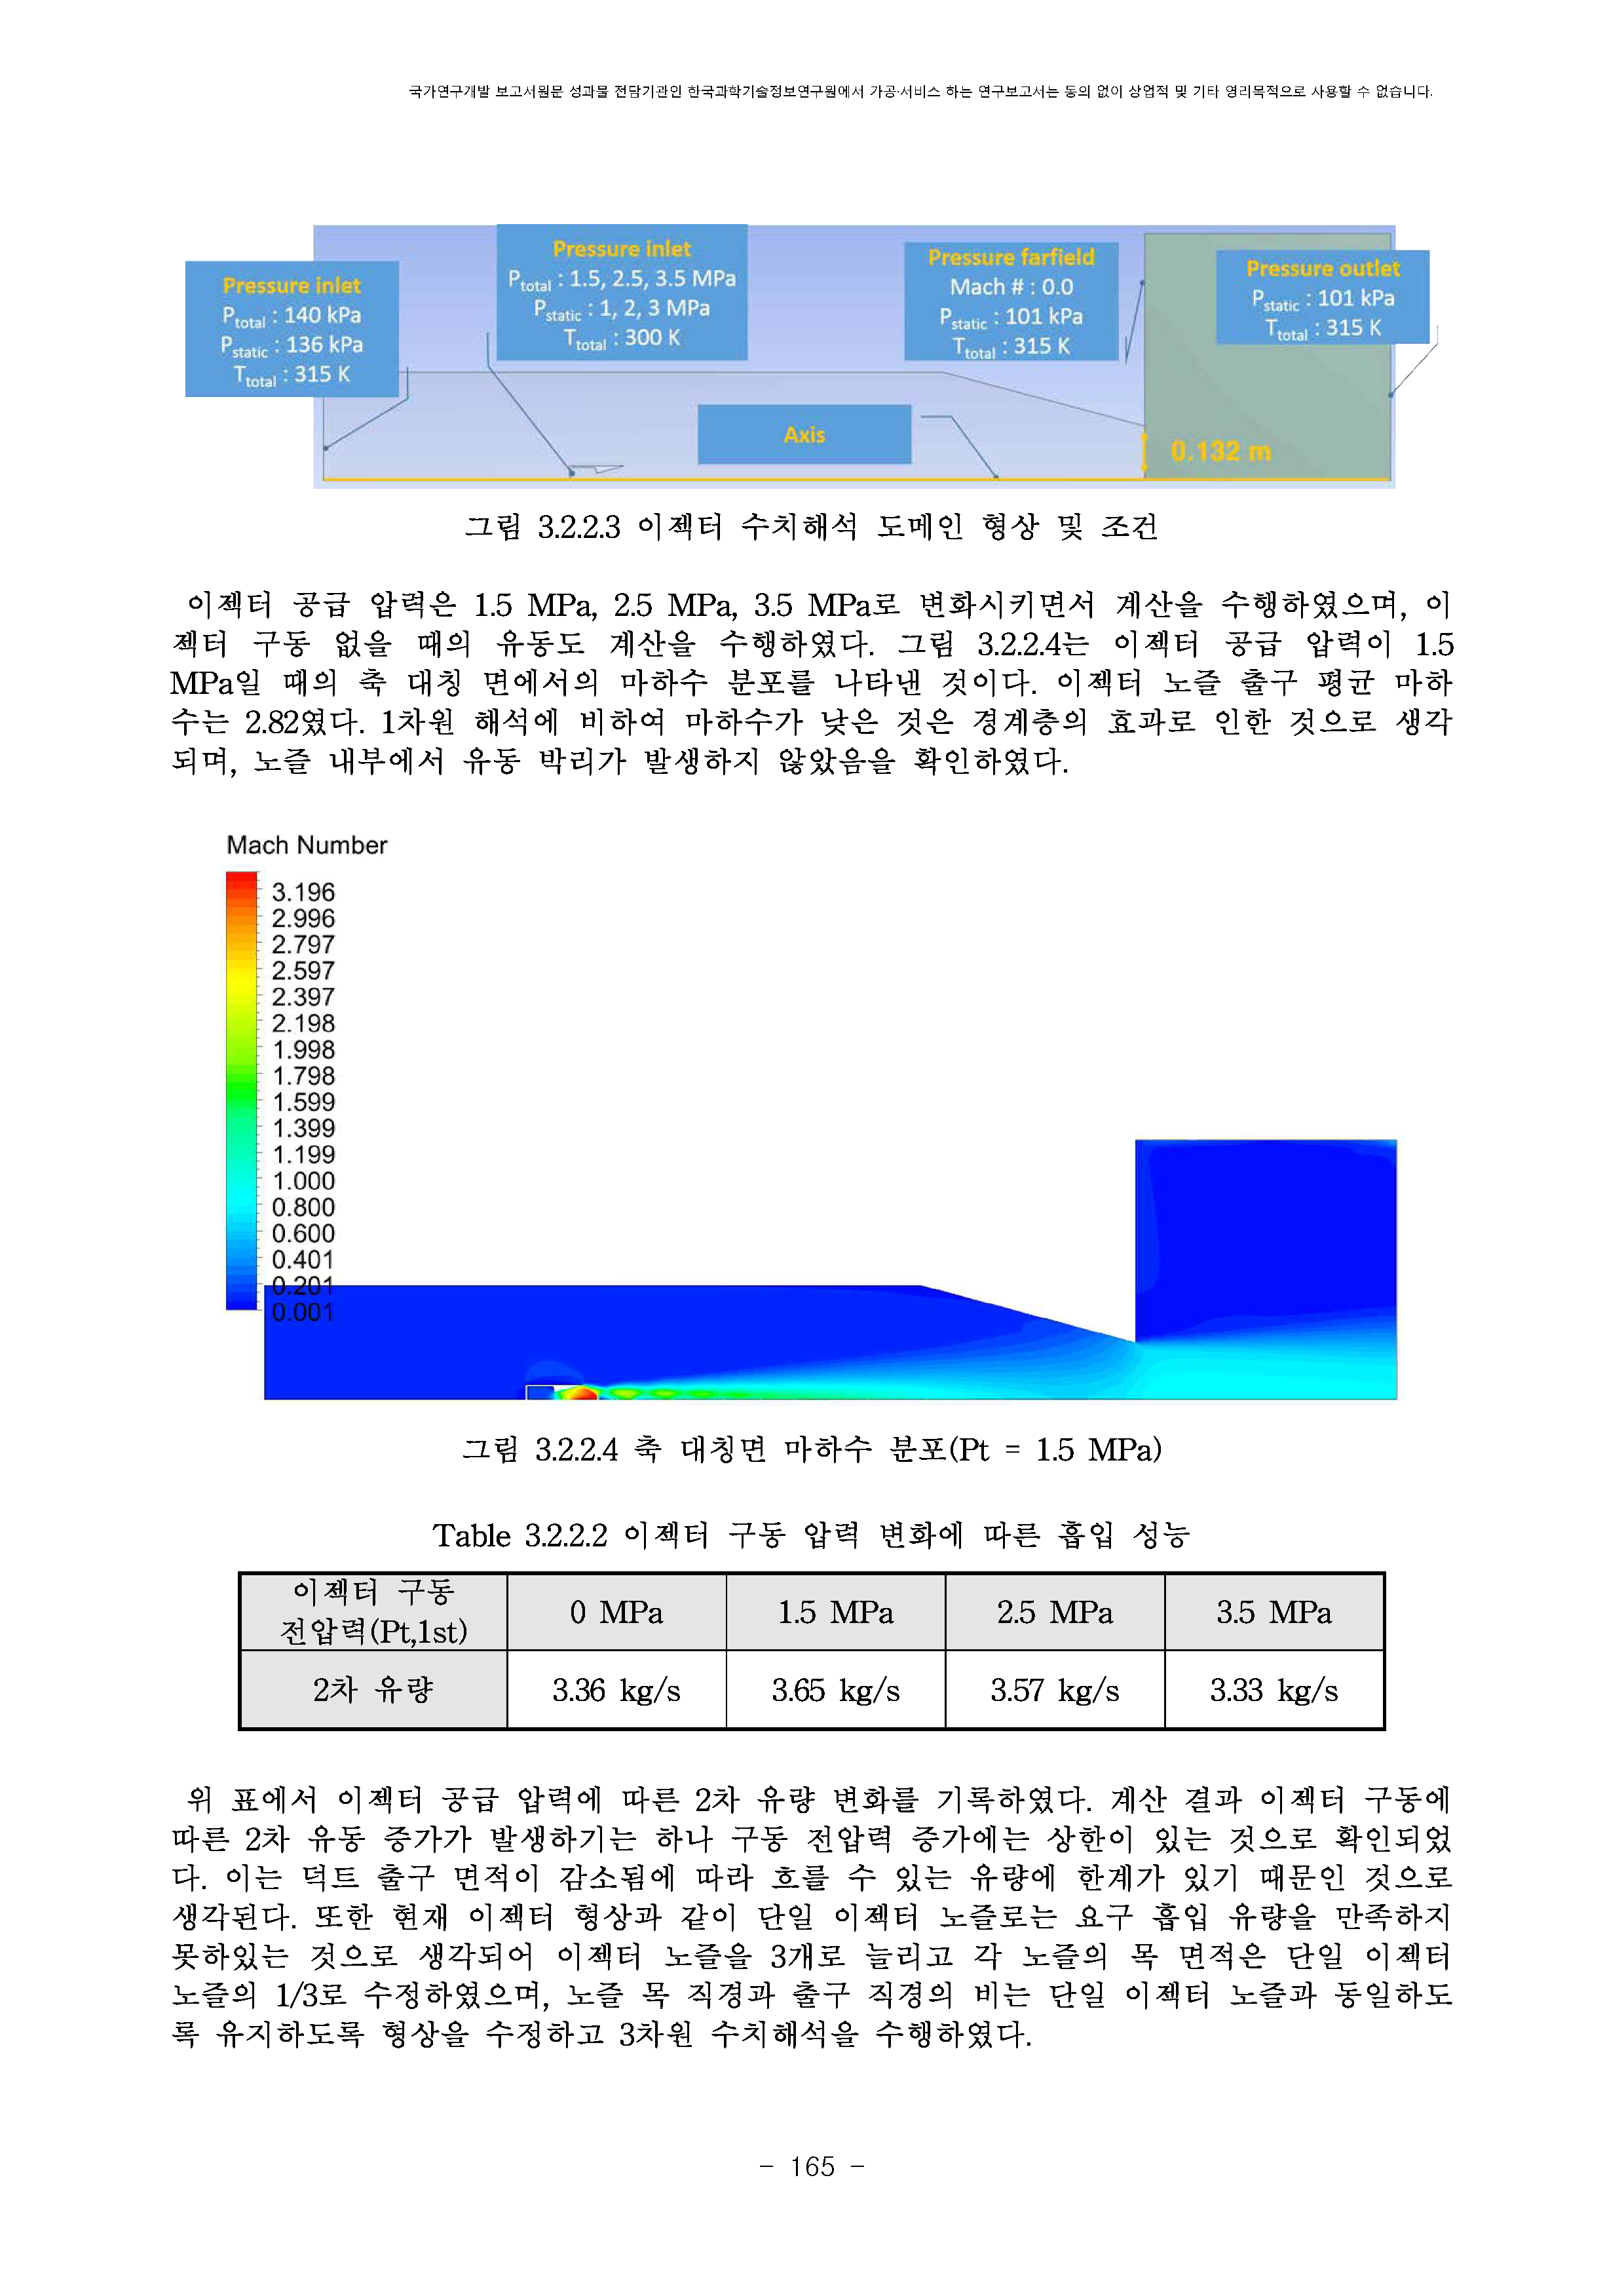 국가연구개발 보고서원문 성과물 전담기관인 한국과학기술정보연구원에서 가공·서비스 하는 연구보고서는 동의 없이 상업적 및 기타 영리목적으로 사용할 수 없습니다.
Pressure inlet
Ptotal : 140 kPa
Pstatic : 136 kPa
Ttotal : 315 K
Pressure inlet
Ptotal : 1.5, 2.5, 3.5 MPa
Pstatic : 1, 2, 3 MPa
Ttotal : 300 K
Pressure farfield
Mach # : 0.0
Pstatic : 101 kPa
Ttotal : 315 K
Pressure outlet
Pstatic : 101 kPa
Ttotal : 315 K
Axis
0.132 m
그림 3.2.2.3 이젝터 수치해석 도메인 형상 및 조건
이젝터 공급 압력은 1.5 MPa, 2.5 MPa, 3.5 MPa로 변화시키면서 계산을 수행하였으며, 이
젝터 구동 없을 때의 유동도 계산을 수행하였다. 그림 3.2.2.4는 이젝터 공급 압력이 1.5
MPa일 때의 축 대칭 면에서의 마하수 분포를 나타낸 것이다. 이젝터 노즐 출구 평균 마하
수는 2.82였다. 1차원 해석에 비하여 마하수가 낮은 것은 경계층의 효과로 인한 것으로 생각
되며, 노즐 내부에서 유동 박리가 발생하지 않았음을 확인하였다.
Mach Number
3.196
2.996
2.797
2.597
2.397
2.198
1.998
1.798
1.599
1.399
1.199
1.000
0.800
0.600
0.401
0.201
0.001
그림 3.2.2.4 축 대칭면 마하수 분포(Pt = 1.5 MPa)
Table 3.2.2.2 이젝터 구동 압력 변화에 따른 흡입 성능
이젝터 구동
전압력(Pt,1st)
0 MPa
1.5 MPa
2.5 MPa
3.5 MPa
2차 유량
3.36 kg/s
3.65 kg/s
3.57 kg/s
3.33 kg/s
위 표에서 이젝터 공급 압력에 따른 2차 유량 변화를 기록하였다. 계산 결과 이젝터 구동에
따른 2차 유동 증가가 발생하기는 하나 구동 전압력 증가에는 상한이 있는 것으로 확인되었
다. 이는 덕트 출구 면적이 감소됨에 따라 흐를 수 있는 유량에 한계가 있기 때문인 것으로
생각된다. 또한 현재 이젝터 형상과 같이 단일 이젝터 노즐로는 요구 흡입 유량을 만족하지
못하있는 것으로 생각되어 이젝터 노즐을 3개로 늘리고 각 노즐의 목 면적은 단일 이젝터
노즐의 1/3로 수정하였으며, 노즐 목 직경과 출구 직경의 비는 단일 이젝터 노즐과 동일하도
록 유지하도록 형상을 수정하고 3차원 수치해석을 수행하였다.
- 165 -